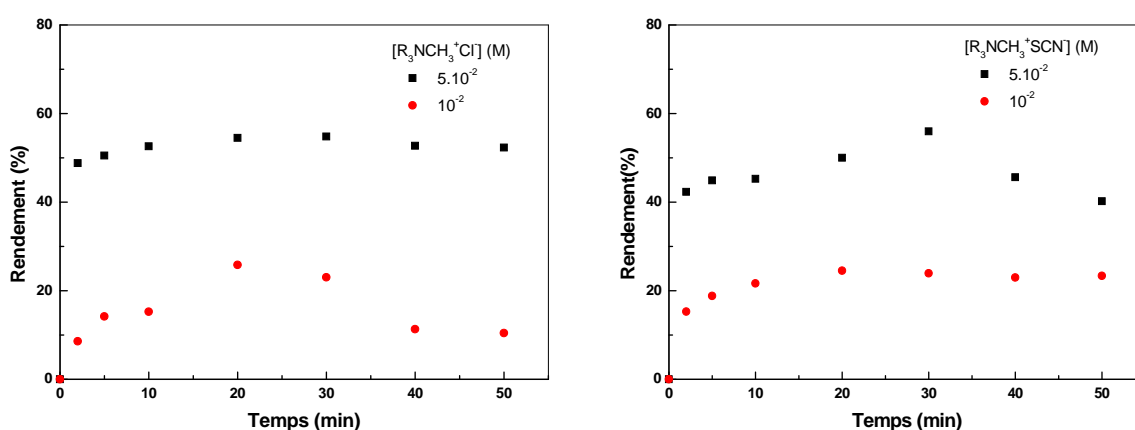 80
60
40
20
0
Rendement (%)
[R₃NCH₃⁺Cl⁻] (M)
5.10⁻²
10⁻²
0 10 20 30 40 50
Temps (min)
80
60
40
20
0
Rendement(%)
[R₃NCH₃⁺SCN⁻] (M)
5.10⁻²
10⁻²
0 10 20 30 40 50
Temps (min)